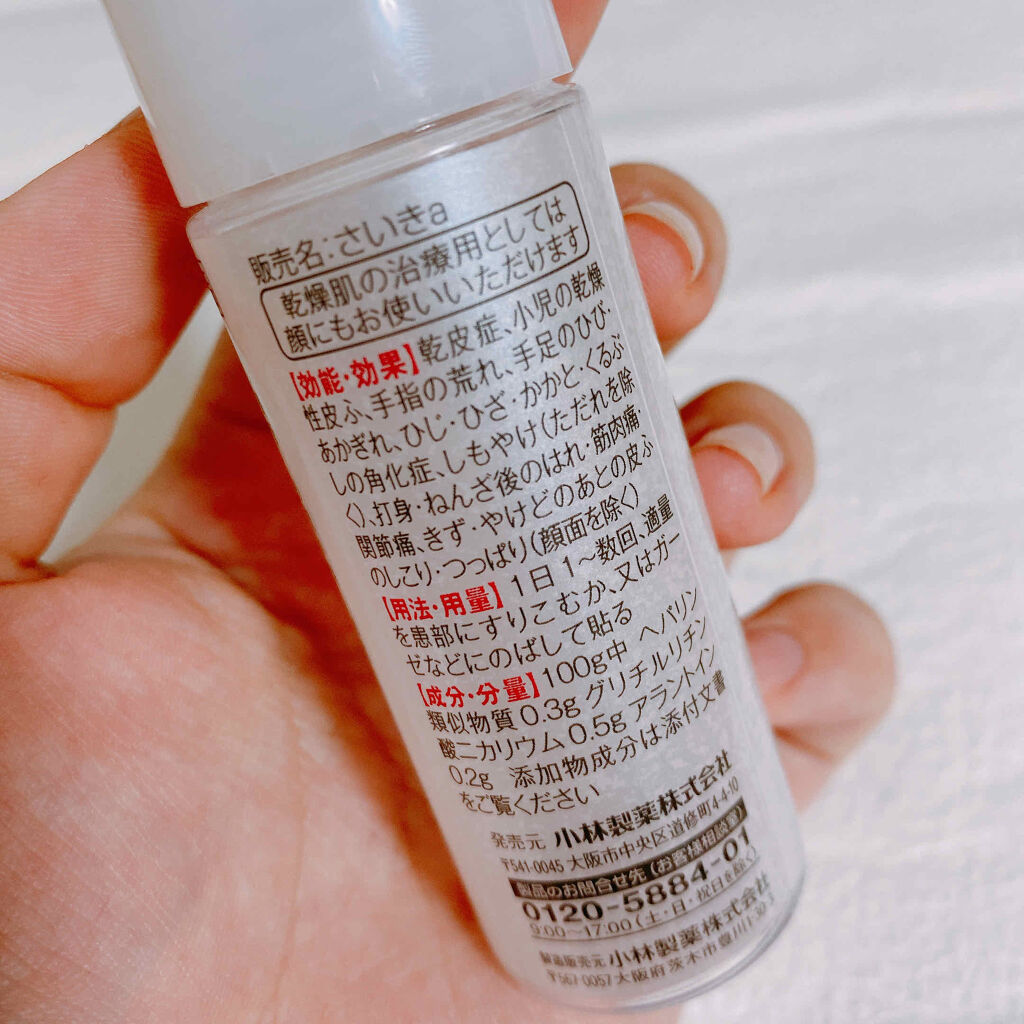 販売名:さいきa
乾燥肌の治療用としては
顔にもお使いいただけます
【効能・効果】乾皮症、小児の乾燥
性皮ふ、手指の荒れ、手足のひび・
あかぎれ、ひじ・ひざ・かかと・くるぶ
しの角化症、しもやけ(ただれを除
く)、打身・ねんざ後のはれ・筋肉痛・
関節痛、きず・やけどのあとの皮ふ
のしこり・つっぱり(顔面を除く)
【用法・用量】1日1~数回、適量
を患部にすりこむか、又はガー
ゼなどにのばして貼る
【成分・分量】100g中 ヘパリン
類似物質 0.3g グリチルリチン
酸二カリウム 0.5g アラントイン
0.2g 添加物成分は添付文書
をご覧ください
発売元 小林製薬株式会社
〒541-0045 大阪市中央区道修町4-4-10
製品のお問合せ先(お客様相談室)
0120-5884-01
9:00~17:00(土・日・祝日を除く)
製造販売元 小林製薬株式会社
〒567-0057 大阪府茨木市豊川1-30-3